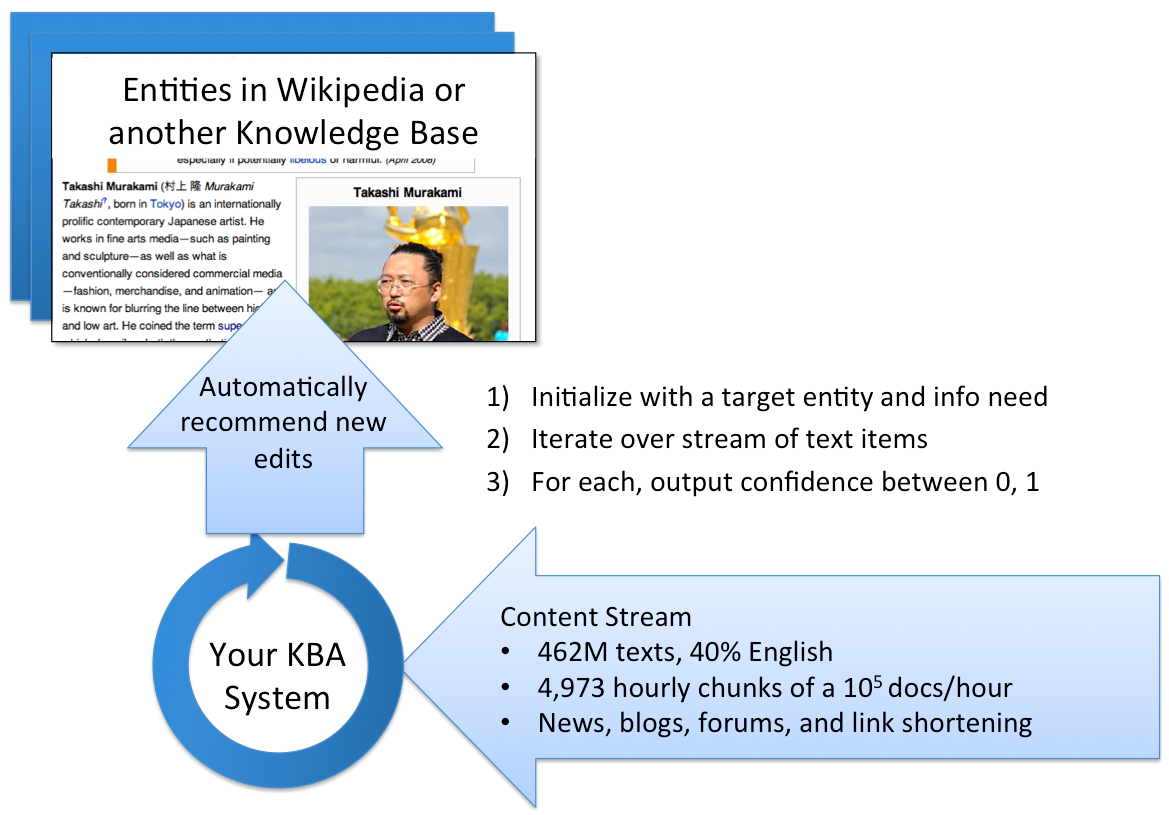 Entities in Wikipedia or
another Knowledge Base
especially if potentially libelous or harmful. (April 2008)
Takashi Murakami (村上 隆 Murakami
Takashi?, born in Tokyo) is an internationally
prolific contemporary Japanese artist. He
works in fine arts media—such as painting
and sculpture—as well as what is
conventionally considered commercial media
—fashion, merchandise, and animation—
is known for blurring the line between
and low art. He coined the term
Takashi Murakami
Automatically
recommend new
edits
1) Initialize with a target entity and info need
2) Iterate over stream of text items
3) For each, output confidence between 0, 1
Your KBA
System
Content Stream
• 462M texts, 40% English
• 4,973 hourly chunks of a 10⁵ docs/hour
• News, blogs, forums, and link shortening